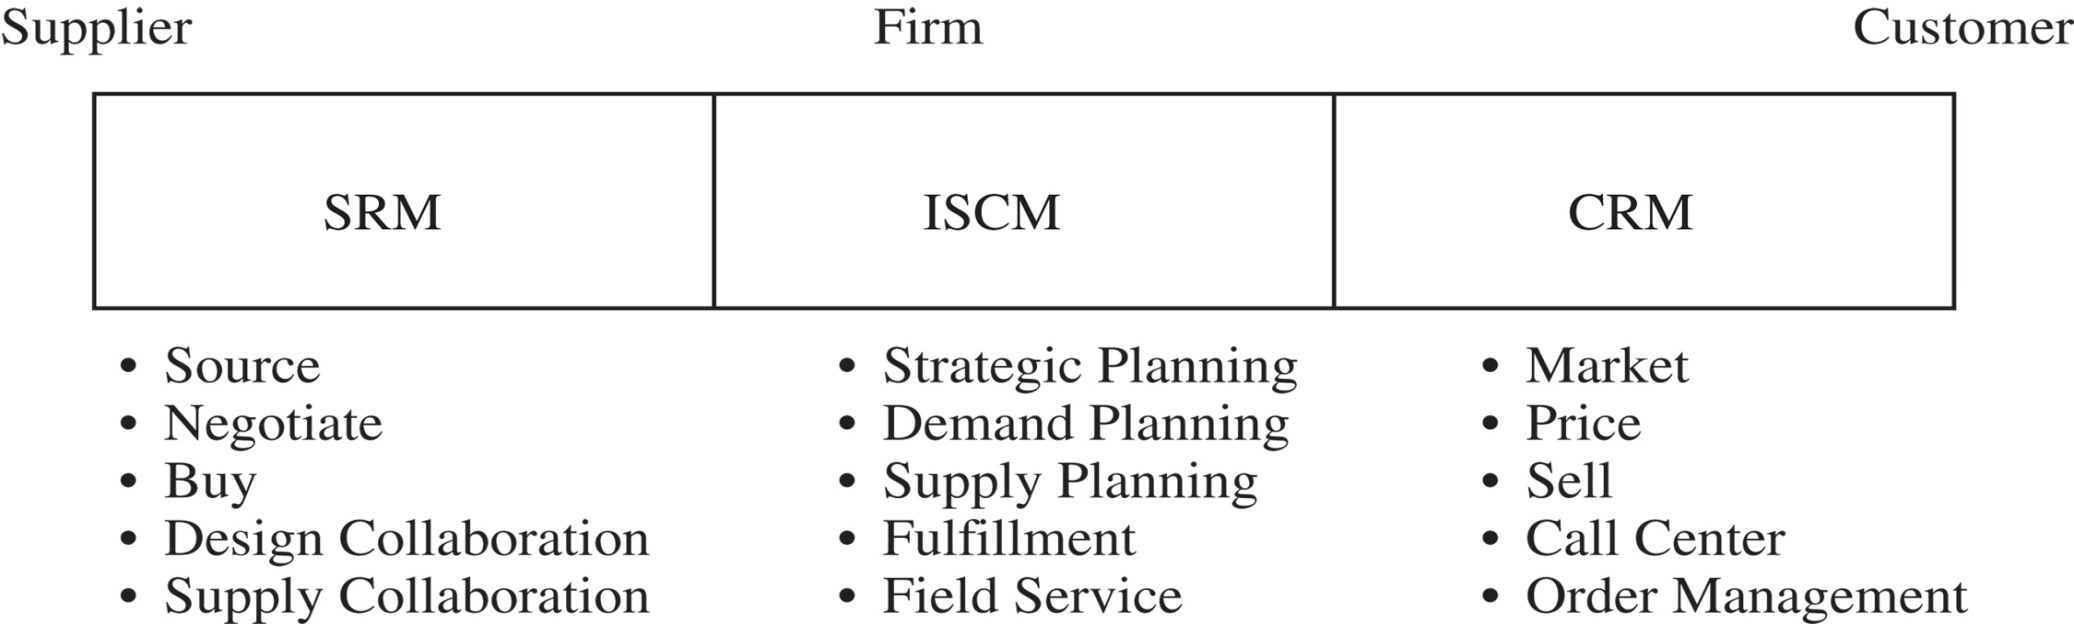 Supplier Firm Customer
SRM ISCM CRM
• Source
• Negotiate
• Buy
• Design Collaboration
• Supply Collaboration
• Strategic Planning
• Demand Planning
• Supply Planning
• Fulfillment
• Field Service
• Market
• Price
• Sell
• Call Center
• Order Management